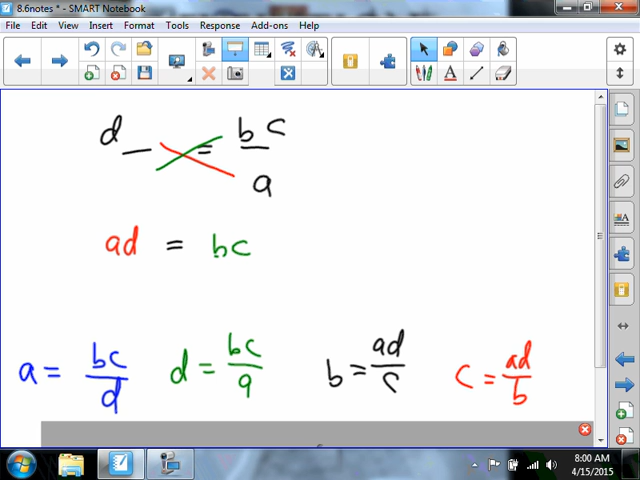 8.6notes * - SMART Notebook
File Edit View Insert Format Tools Response Add-ons Help
d = b c
a
ad = bc
a = bc/d d = bc/a b = ad/c c = ad/b
8:00 AM
4/15/2015